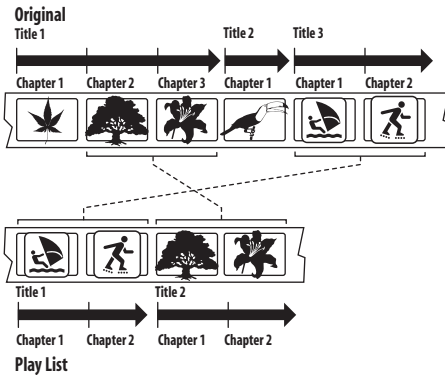 Original
Title 1 Title 2 Title 3
Chapter 1 Chapter 2 Chapter 3 Chapter 1 Chapter 1 Chapter 2
Title 1 Title 2
Chapter 1 Chapter 2 Chapter 1 Chapter 2
Play List